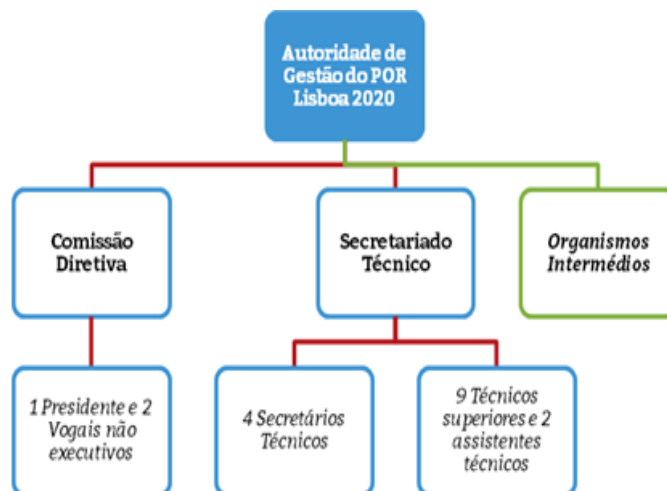 Autoridade de
Gestão do POR
Lisboa 2020
Comissão
Diretiva
Secretariado
Técnico
Organismos
Intermédios
1 Presidente e 2
Vogais não
executivos
4 Secretários
Técnicos
9 Técnicos
superiores e 2
assistentes
técnicos